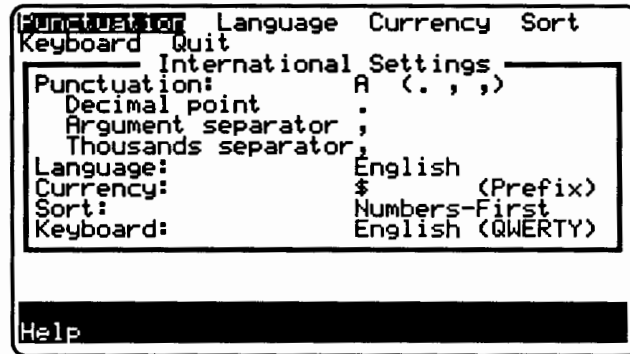 Punctuation Language Currency Sort
Keyboard Quit
International Settings
Punctuation: A (. , ,)
Decimal point .
Argument separator ,
Thousands separator,
Language: English
Currency: $ (Prefix)
Sort: Numbers-First
Keyboard: English (QWERTY)
Help